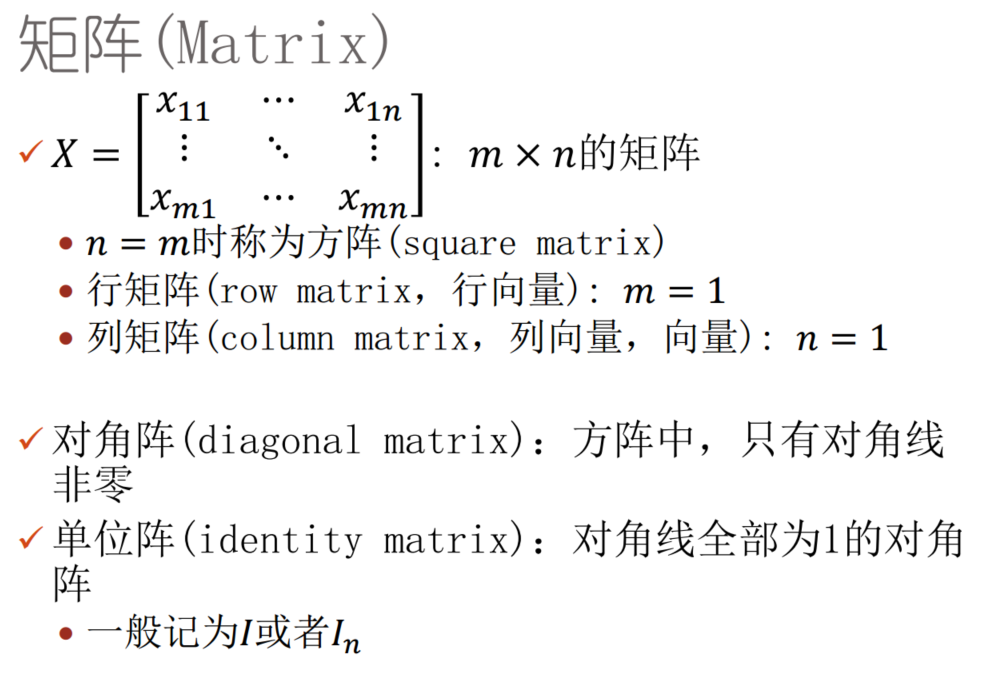 矩阵(Matrix)
✓ X = [x₁₁ ⋯ x₁ₙ
⋮ ⋱ ⋮
xₘ₁ ⋯ xₘₙ]: m × n的矩阵
• n = m时称为方阵(square matrix)
• 行矩阵(row matrix，行向量): m = 1
• 列矩阵(column matrix，列向量，向量): n = 1
✓ 对角阵(diagonal matrix)：方阵中，只有对角线
非零
✓ 单位阵(identity matrix)：对角线全部为1的对角
阵
• 一般记为I或者Iₙ